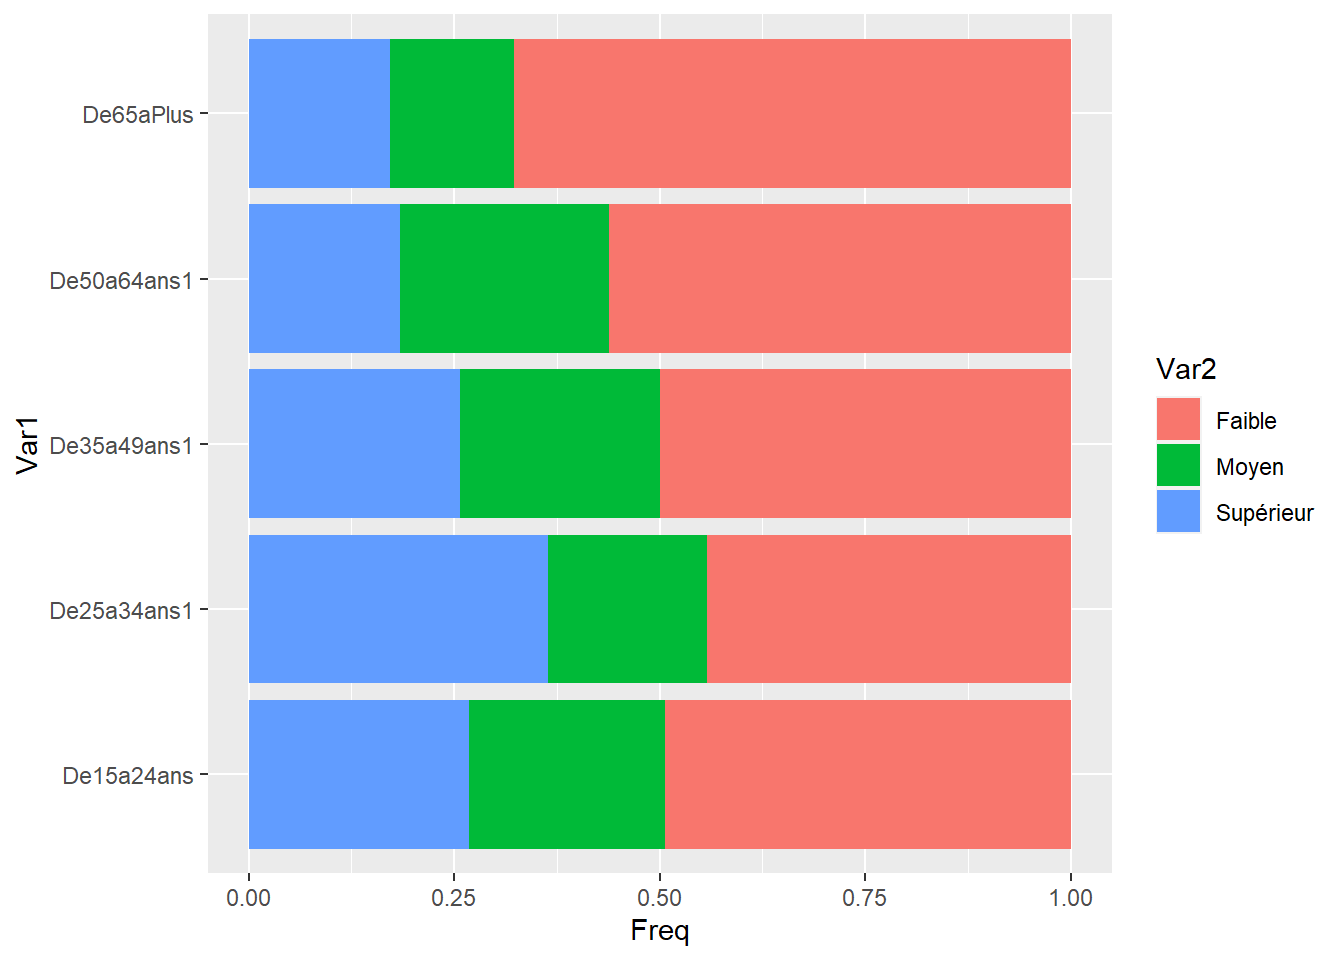 De65aPlus
De50a64ans1
De35a49ans1
De25a34ans1
De15a24ans
Var1
0.00 0.25 0.50 0.75 1.00
Freq
Var2
Faible
Moyen
Supérieur